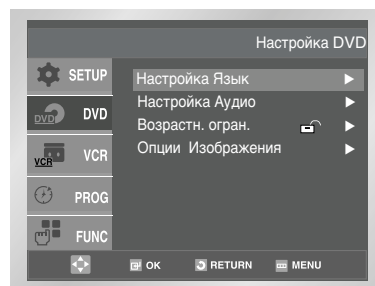 Настройка DVD
SETUP
DVD DVD
VCR VCR
PROG
FUNC
Настройка Язык
Настройка Аудио
Возрастн. огран.
Опции Изображения
OK RETURN MENU